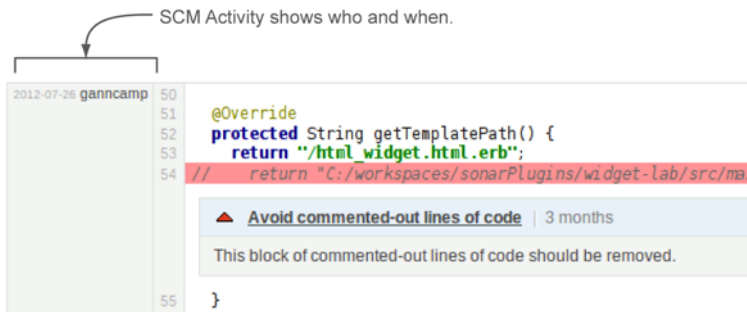 SCM Activity shows who and when.
2012-07-26 ganncamp 50
51 @Override
52 protected String getTemplatePath() {
53 return "/html_widget.html.erb";
54 // return "C:/workspaces/sonarPlugins/widget-lab/src/ma
Avoid commented-out lines of code | 3 months
This block of commented-out lines of code should be removed.
55 }